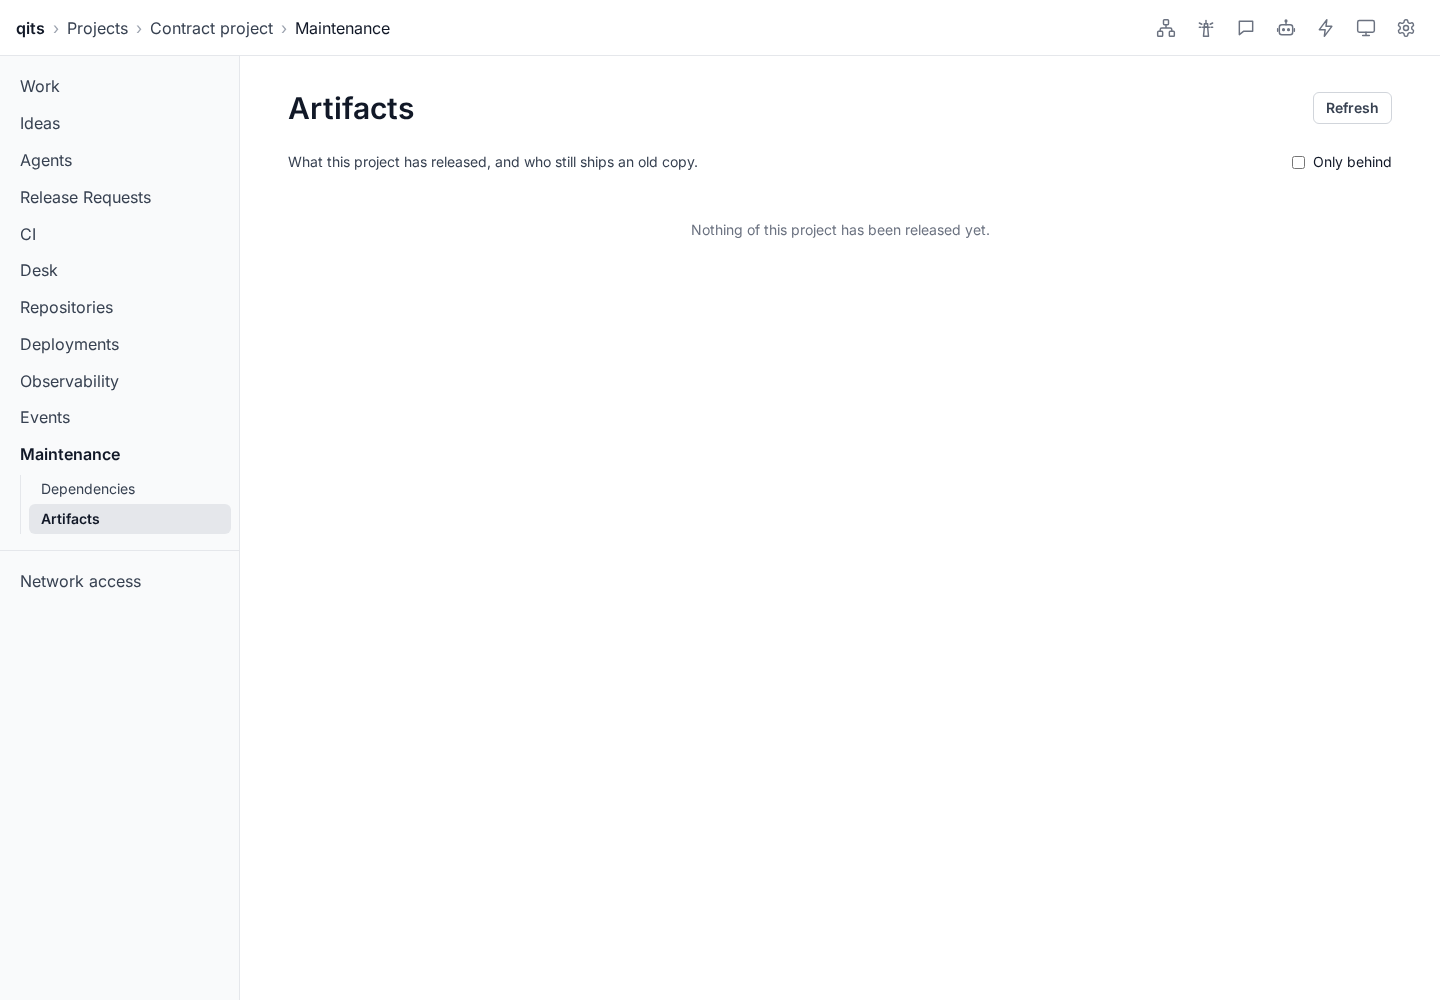 qits › Projects › Contract project › Maintenance
Work
Ideas
Agents
Release Requests
CI
Desk
Repositories
Deployments
Observability
Events
Maintenance
Dependencies
Artifacts
Network access
Artifacts
Refresh
What this project has released, and who still ships an old copy.
Only behind
Nothing of this project has been released yet.